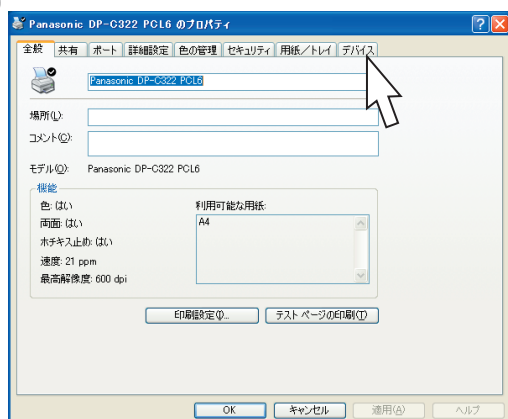 Panasonic DP-C322 PCL6 のプロパティ
全般 共有 ポート 詳細設定 色の管理 セキュリティ 用紙/トレイ デバイス
Panasonic DP-C322 PCL6
場所(L):
コメント(C):
モデル(O): Panasonic DP-C322 PCL6
機能
色: はい 利用可能な用紙:
両面: はい A4
ホチキス止め: はい
速度: 21 ppm
最高解像度: 600 dpi
印刷設定(I)... テスト ページの印刷(T)
OK キャンセル 適用(A) ヘルプ